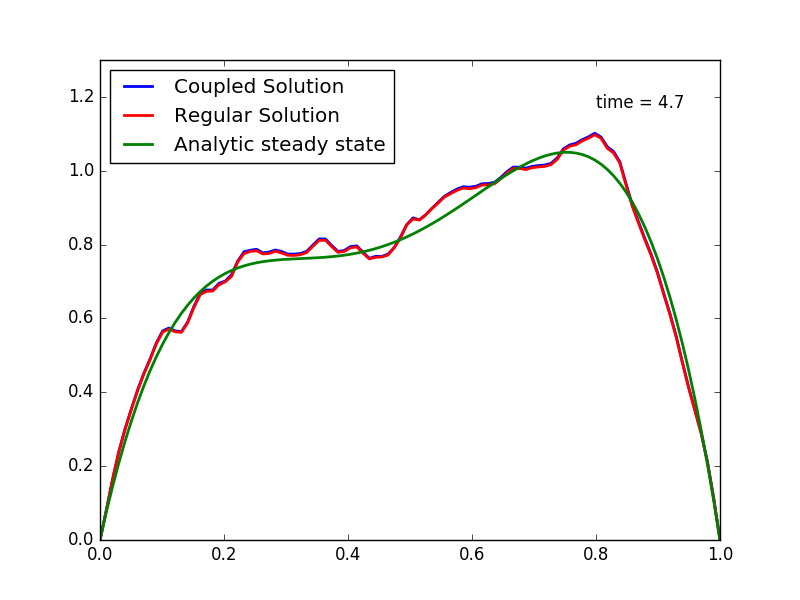 1.2
1.0
0.8
0.6
0.4
0.2
0.0
Coupled Solution
Regular Solution
Analytic steady state
time = 4.7
0.0 0.2 0.4 0.6 0.8 1.0